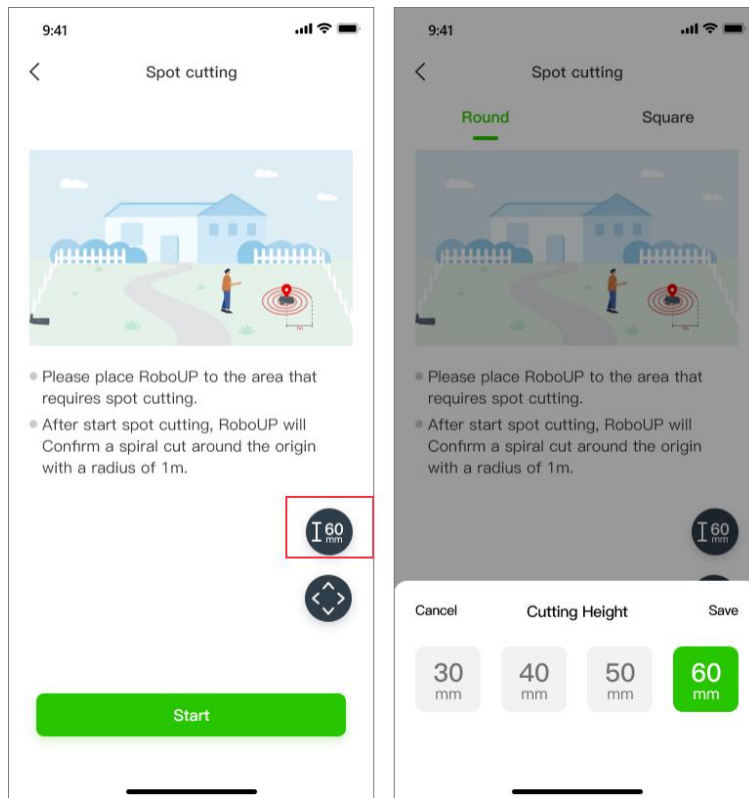 9:41
Spot cutting
Please place RoboUP to the area that
requires spot cutting.
After start spot cutting, RoboUP will
Confirm a spiral cut around the origin
with a radius of 1m.
60
mm
Start
9:41
Spot cutting
Round
Square
Please place RoboUP to the area that
requires spot cutting.
After start spot cutting, RoboUP will
Confirm a spiral cut around the origin
with a radius of 1m.
60
mm
Cancel
Cutting Height
Save
30
mm
40
mm
50
mm
60
mm